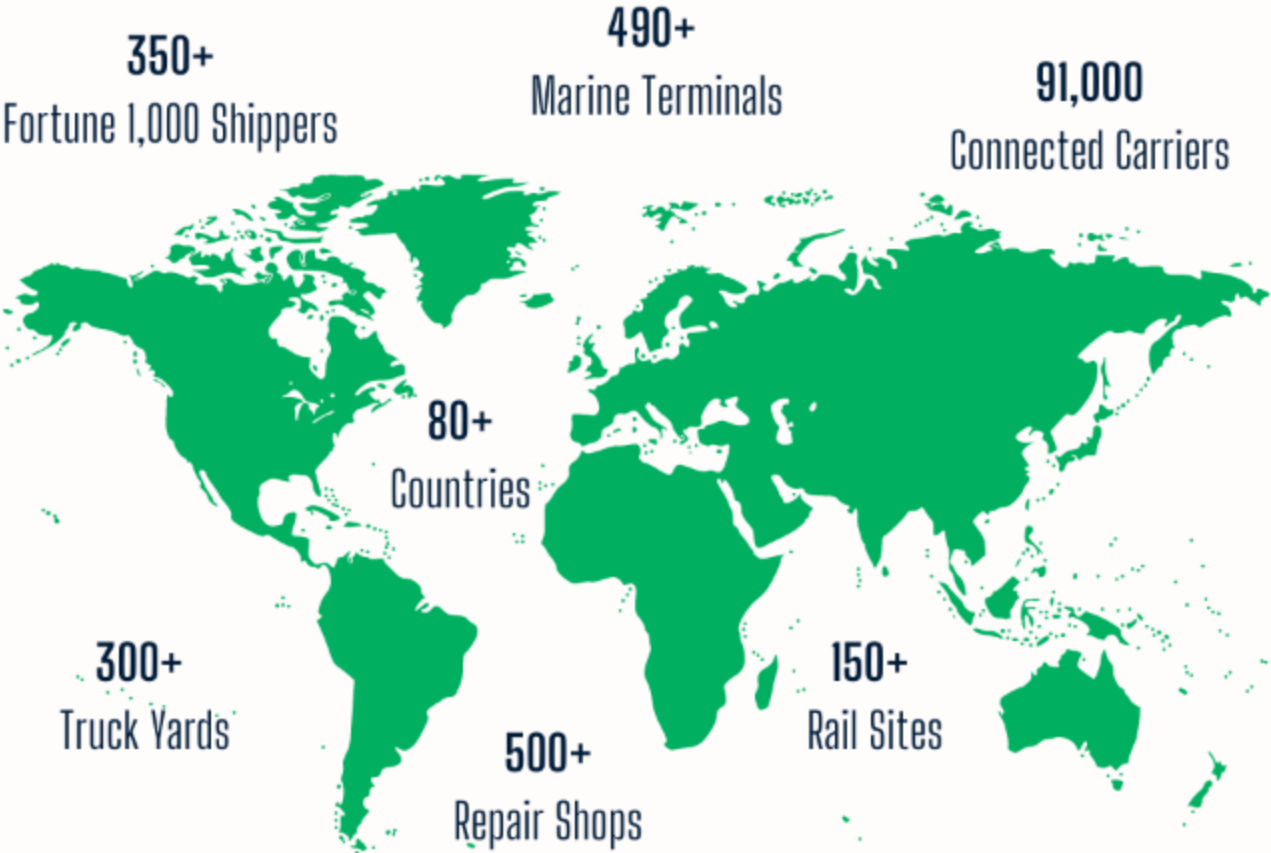 350+
Fortune 1,000 Shippers
490+
Marine Terminals
91,000
Connected Carriers
80+
Countries
300+
Truck Yards
150+
Rail Sites
500+
Repair Shops